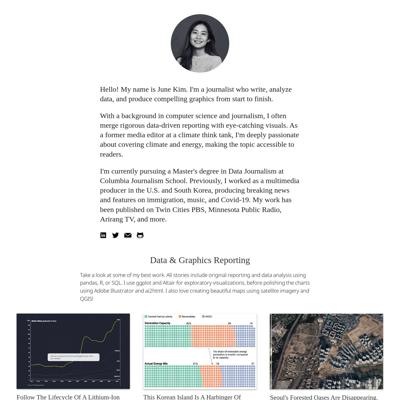 Hello! My name is June Kim. I'm a journalist who write, analyze
data, and produce compelling graphics from start to finish.
With a background in computer science and journalism, I often
merge rigorous data-driven reporting with eye-catching visuals. As
a former media editor at a climate think tank, I'm deeply passionate
about covering climate and energy, making the topic accessible to
readers.
I'm currently pursuing a Master's degree in Data Journalism at
Columbia Journalism School. Previously, I worked as a multimedia
producer in the U.S. and South Korea, producing breaking news
and features on immigration, music, and Covid-19. My work has
been published on Twin Cities PBS, Minnesota Public Radio,
Arirang TV, and more.
Data & Graphics Reporting
Take a look at some of my best work. All stories include original reporting and data analysis using
pandas, R, or SQL. I use ggplot and Altair for exploratory visualizations, before polishing the charts
using Adobe Illustrator and ai2html. I also love creating beautiful maps using satellite imagery and
QGIS!
Generation Capacity
Actual Energy Mix
Follow The Lifecycle Of A Lithium-Ion
This Korean Island Is A Harbinger Of
Seoul's Forested Oases Are Disappearing.